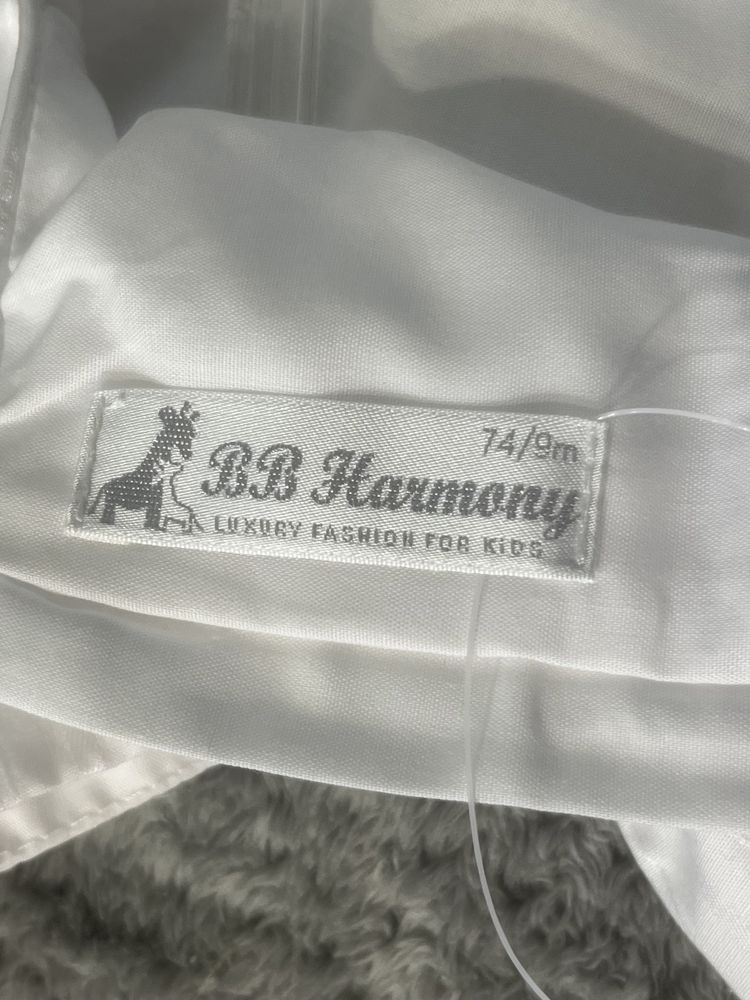 74/9m
BB Harmony
LUXURY FASHION FOR KiDS